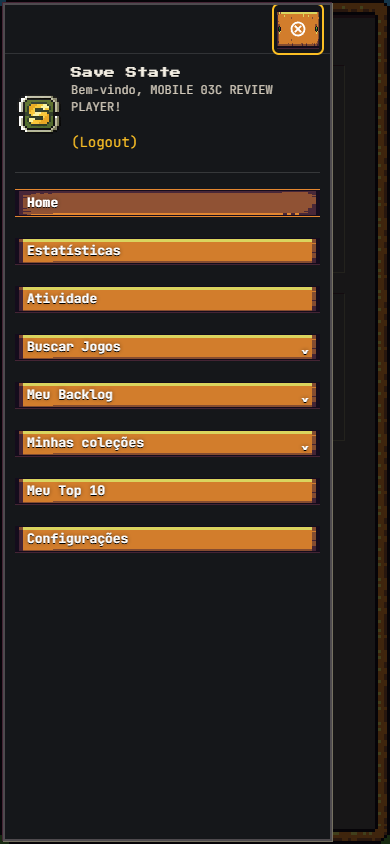 Save State
Bem-vindo, MOBILE 03C REVIEW
PLAYER!
(Logout)
Home
Estatísticas
Atividade
Buscar Jogos
Meu Backlog
Minhas coleções
Meu Top 10
Configurações